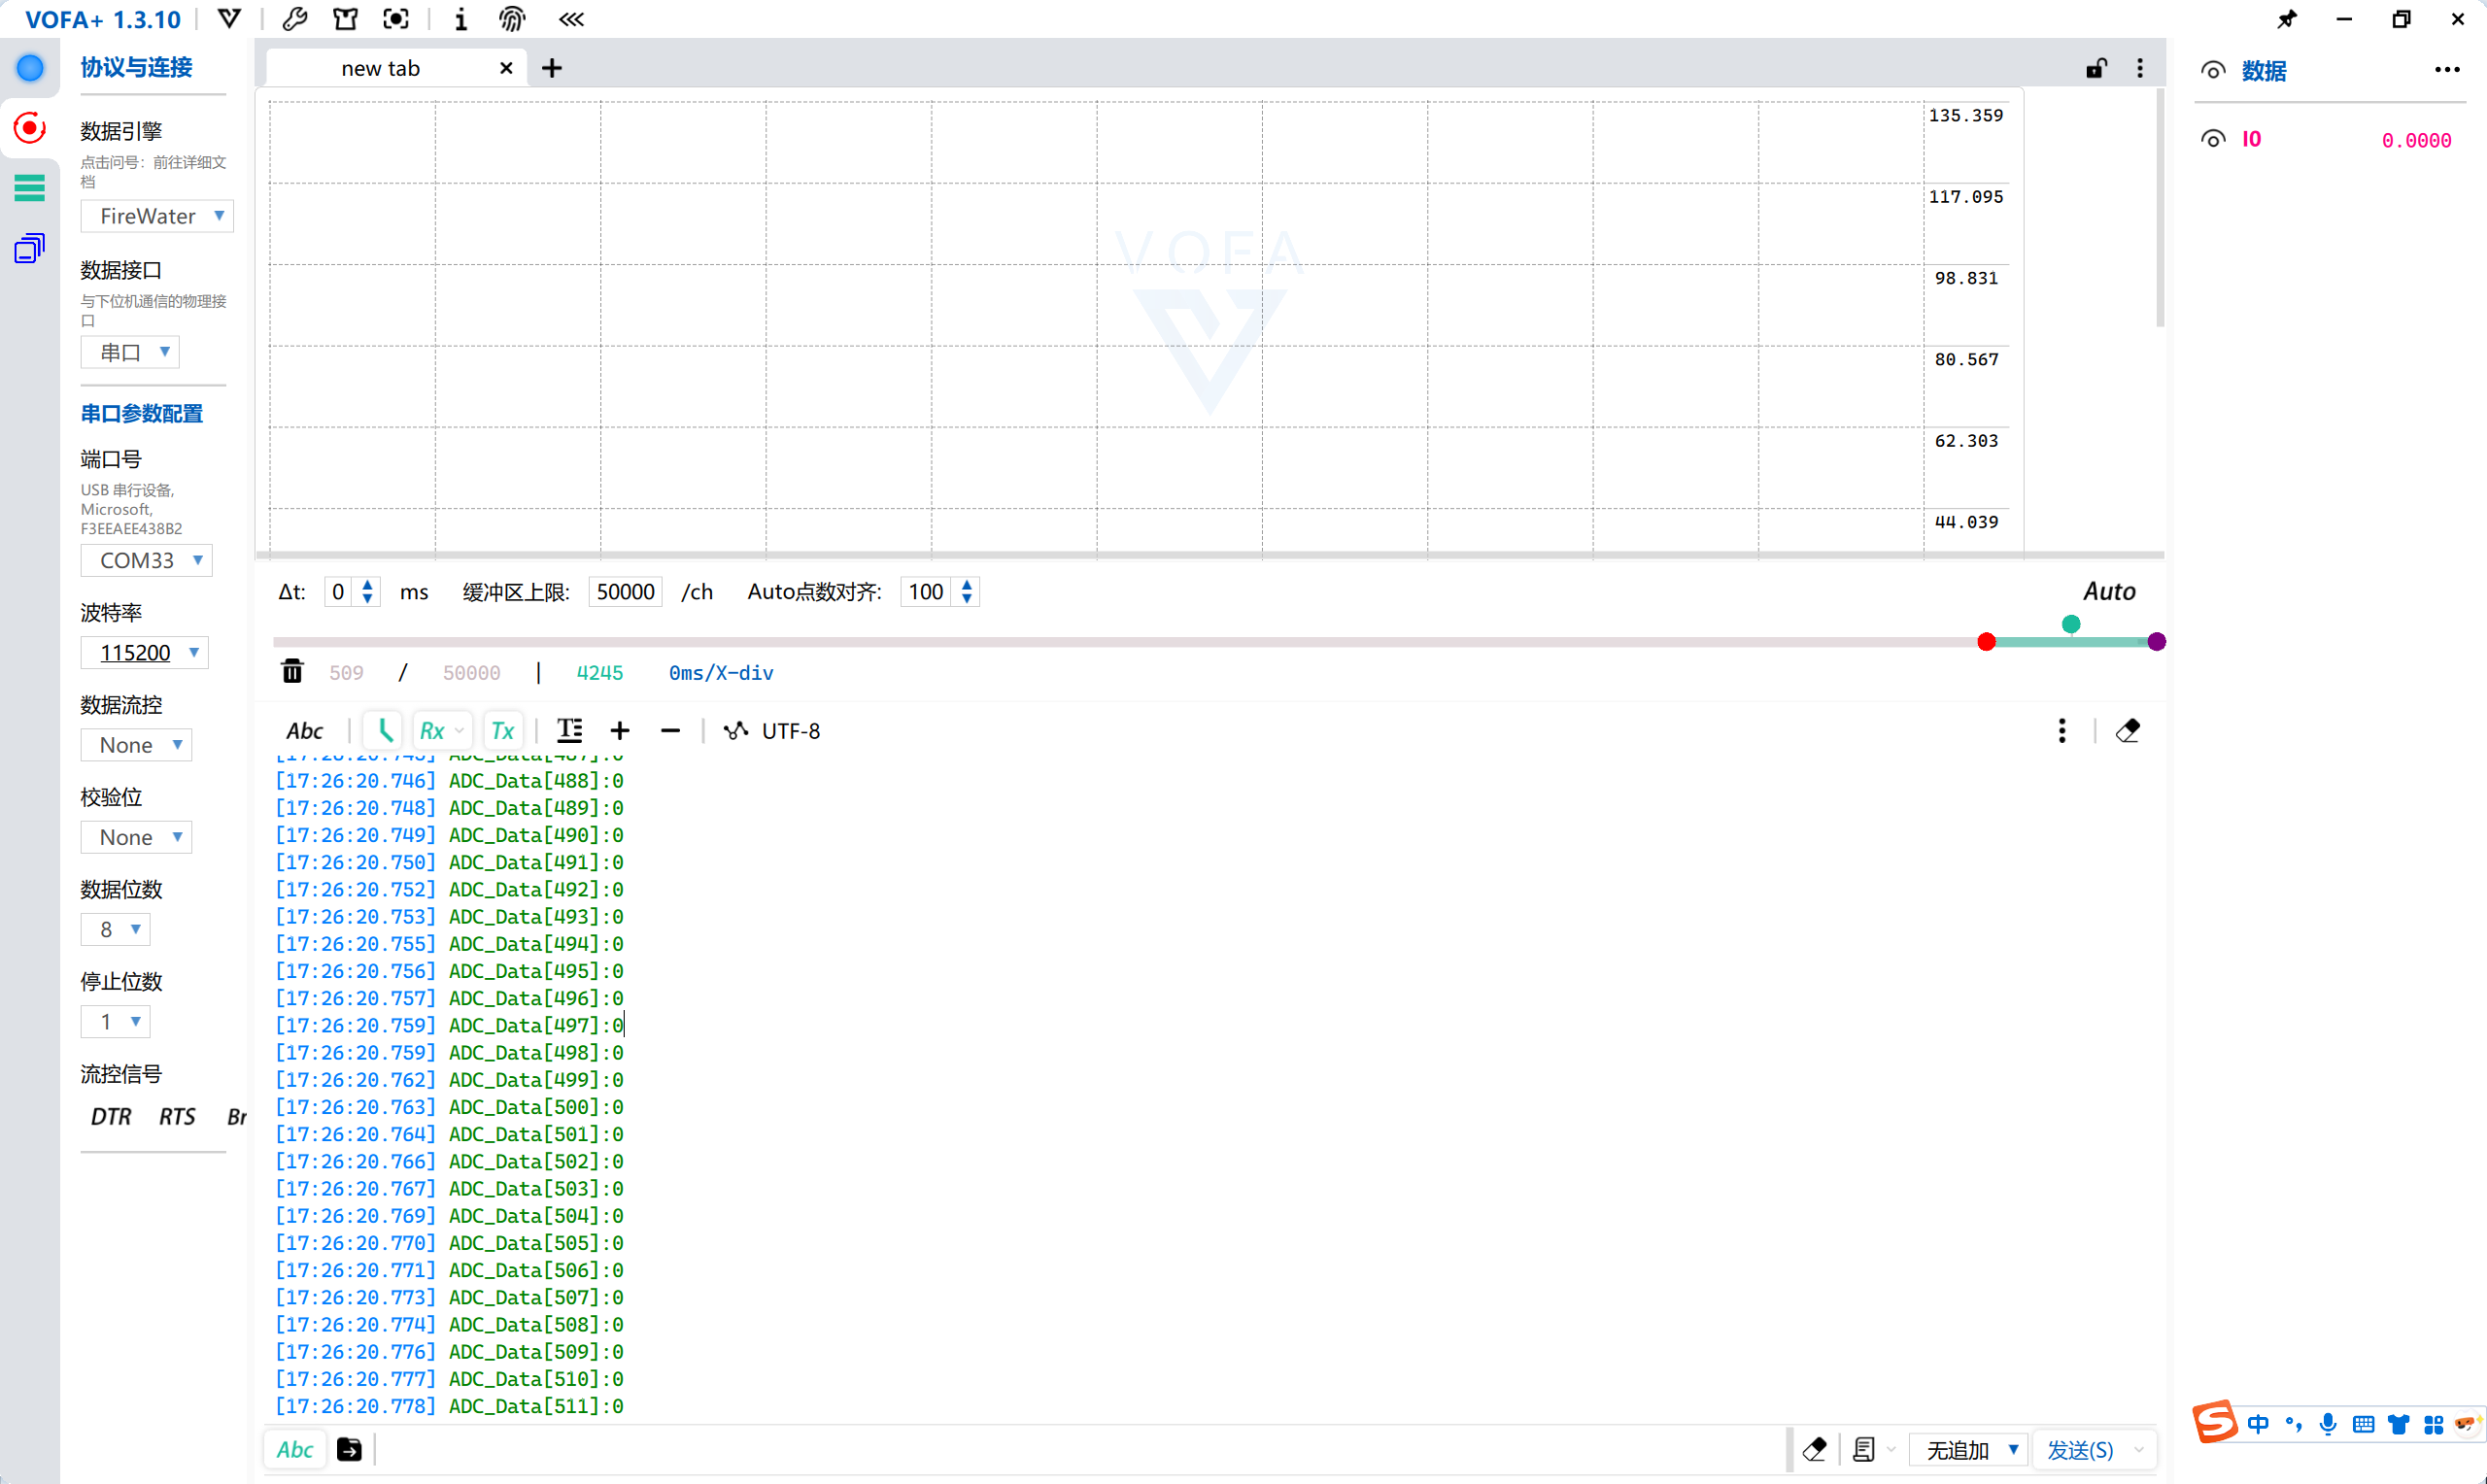 VOFA+ 1.3.10
协议与连接
数据引擎
点击问号：前往详细文
档
FireWater
数据接口
与下位机通信的物理接
口
串口
串口参数配置
端口号
USB 串行设备,
Microsoft,
F3EEAEE438B2
COM33
波特率
115200
数据流控
None
校验位
None
数据位数
8
停止位数
1
流控信号
DTR RTS Br
new tab
135.359
117.095
98.831
80.567
62.303
44.039
VOFA
Δt: 0 ms 缓冲区上限: 50000 /ch Auto点数对齐: 100 Auto
509 / 50000 | 4245 0ms/X-div
Abc Rx Tx UTF-8
[17:26:20.746] ADC_Data[488]:0
[17:26:20.748] ADC_Data[489]:0
[17:26:20.749] ADC_Data[490]:0
[17:26:20.750] ADC_Data[491]:0
[17:26:20.752] ADC_Data[492]:0
[17:26:20.753] ADC_Data[493]:0
[17:26:20.755] ADC_Data[494]:0
[17:26:20.756] ADC_Data[495]:0
[17:26:20.757] ADC_Data[496]:0
[17:26:20.759] ADC_Data[497]:0
[17:26:20.759] ADC_Data[498]:0
[17:26:20.762] ADC_Data[499]:0
[17:26:20.763] ADC_Data[500]:0
[17:26:20.764] ADC_Data[501]:0
[17:26:20.766] ADC_Data[502]:0
[17:26:20.767] ADC_Data[503]:0
[17:26:20.769] ADC_Data[504]:0
[17:26:20.770] ADC_Data[505]:0
[17:26:20.771] ADC_Data[506]:0
[17:26:20.773] ADC_Data[507]:0
[17:26:20.774] ADC_Data[508]:0
[17:26:20.776] ADC_Data[509]:0
[17:26:20.777] ADC_Data[510]:0
[17:26:20.778] ADC_Data[511]:0
Abc 无追加 发送(S)
数据
I0 0.0000
中